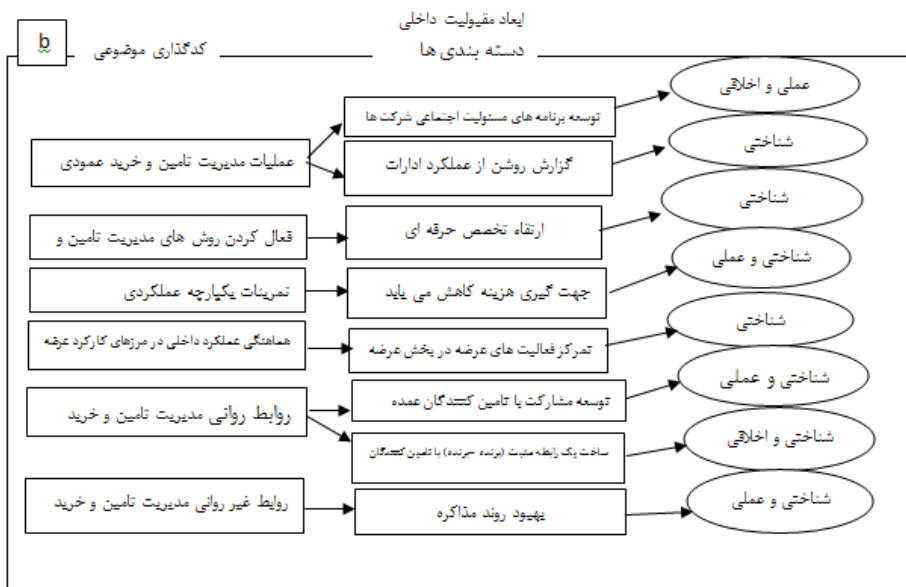 ابعاد مقبولیت داخلی
b
کدگذاری موضوعی
دسته بندی ها
عملیات مدیریت تامین و خرید عمودی
توسعه برنامه های مسئولیت اجتماعی شرکت ها
عملی و اخلاقی
گزارش روشن از عملکرد ادارات
شناختی
فعال کردن روش های مدیریت تامین و
ارتقاء تخصص حرفه ای
شناختی
تمرینات یکپارچه عملکردی
جهت گیری هزینه کاهش می یابد
شناختی و عملی
هماهنگی عملکرد داخلی در مرزهای کارکرد عرضه
تمرکز فعالیت های عرضه در بخش عرضه
شناختی
روابط روانی مدیریت تامین و خرید
توسعه مشارکت با تامین کنندگان عمده
شناختی و عملی
ساخت یک رابطه مثبت (برنده -برنده) با تامین کنندگان
شناختی و اخلاقی
روابط غیر روانی مدیریت تامین و خرید
بهبود روند مذاکره
شناختی و عملی